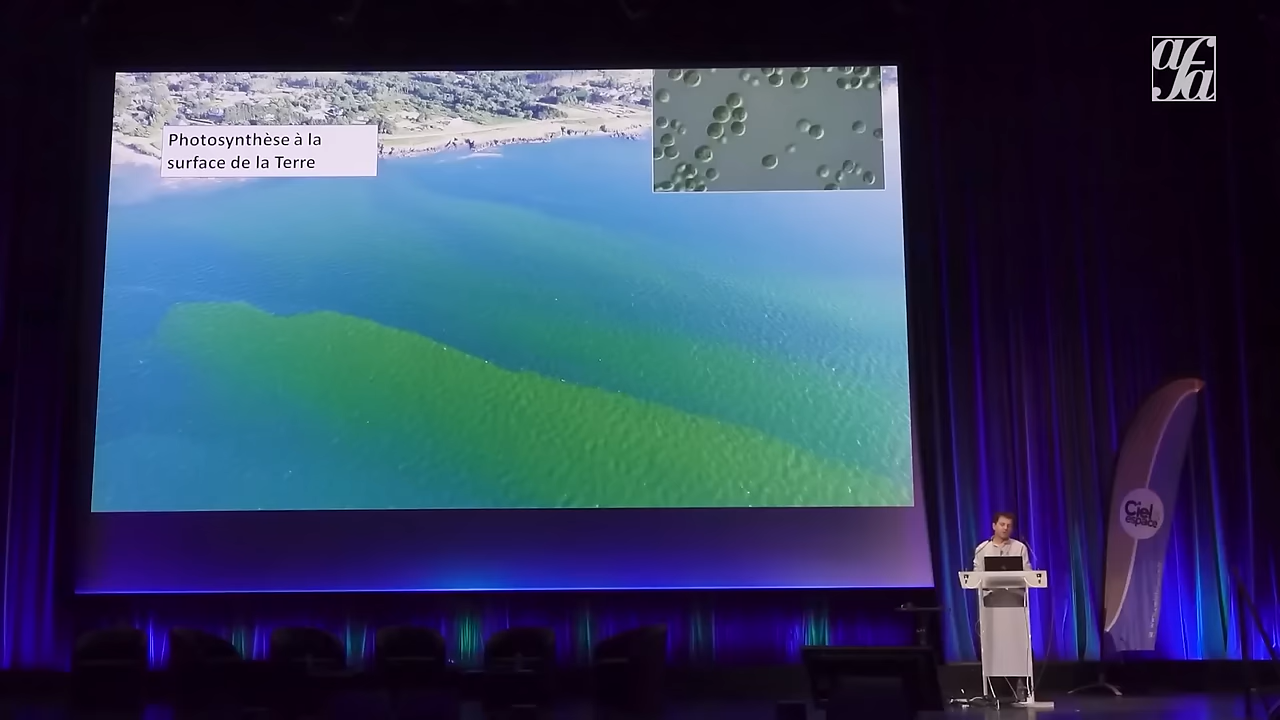 Photosynthèse à la
surface de la Terre
afa
Ciel
espace